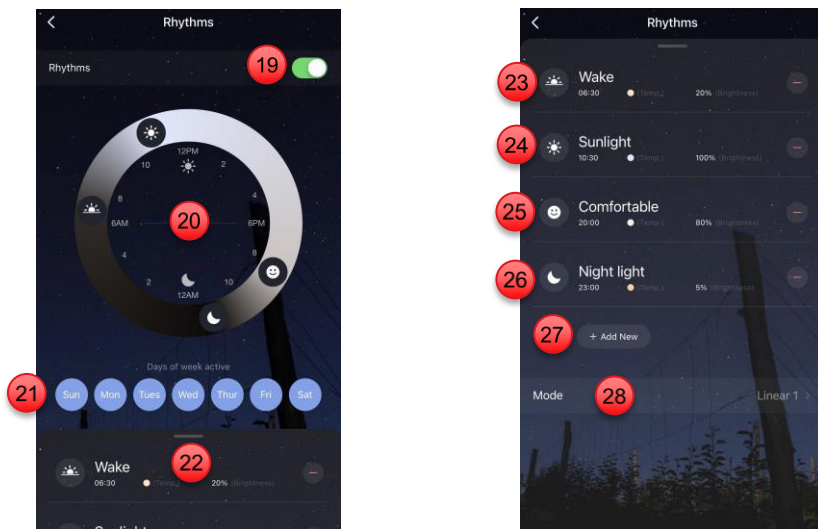 Rhythms
Rhythms
19
12PM
10
2
8
4
6AM
20
6PM
4
8
2
10
12AM
Days of week active
21
Sun Mon Tues Wed Thur Fri Sat
22
Wake
06:30 (Temp.) 20% (Brightness)
Rhythms
23
Wake
06:30 (Temp.) 20% (Brightness)
24
Sunlight
10:30 (Temp.) 100% (Brightness)
25
Comfortable
20:00 (Temp.) 80% (Brightness)
26
Night light
23:00 (Temp.) 5% (Brightness)
27
+ Add New
Mode 28 Linear 1 >